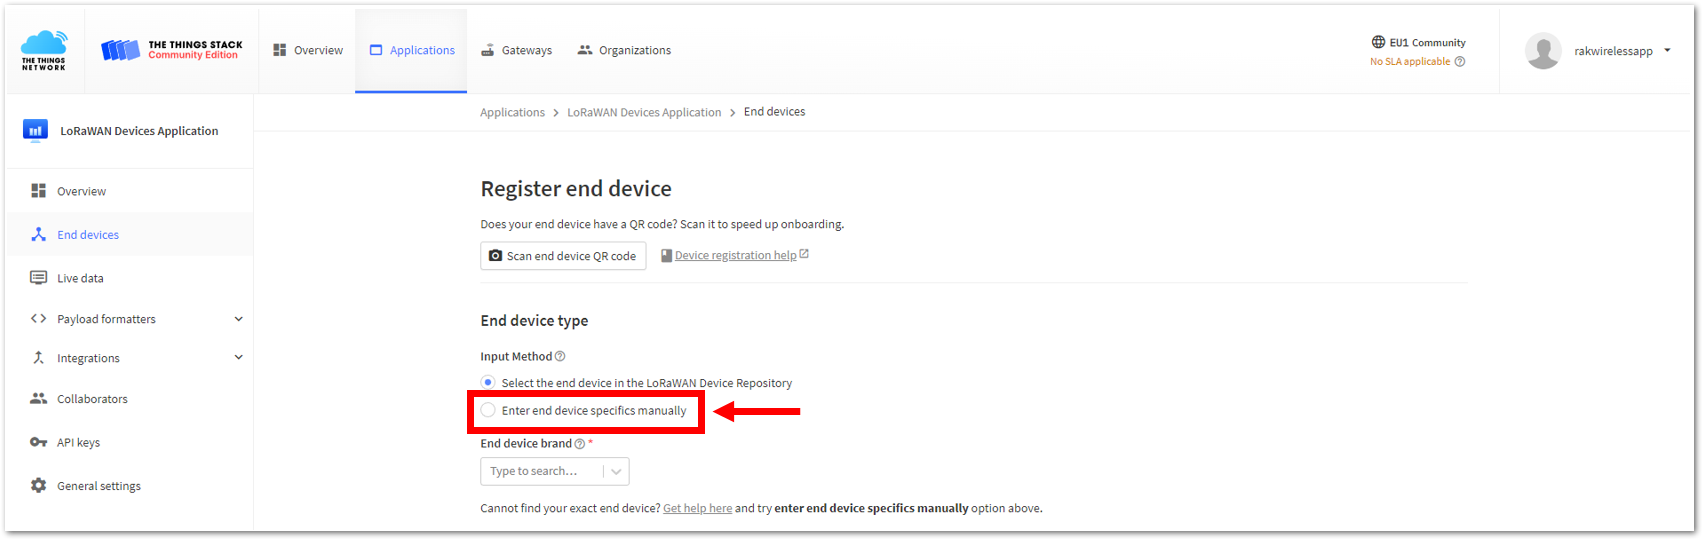 THE THINGS
NETWORK
THE THINGS STACK
Community Edition
Overview
Applications
Gateways
Organizations
EU1 Community
No SLA applicable
rakwirelessapp
LoRaWAN Devices Application
Overview
End devices
Live data
Payload formatters
Integrations
Collaborators
API keys
General settings
Applications > LoRaWAN Devices Application > End devices
Register end device
Does your end device have a QR code? Scan it to speed up onboarding.
Scan end device QR code
Device registration help
End device type
Input Method
Select the end device in the LoRaWAN Device Repository
Enter end device specifics manually
End device brand *
Type to search...
Cannot find your exact end device? Get help here and try enter end device specifics manually option above.